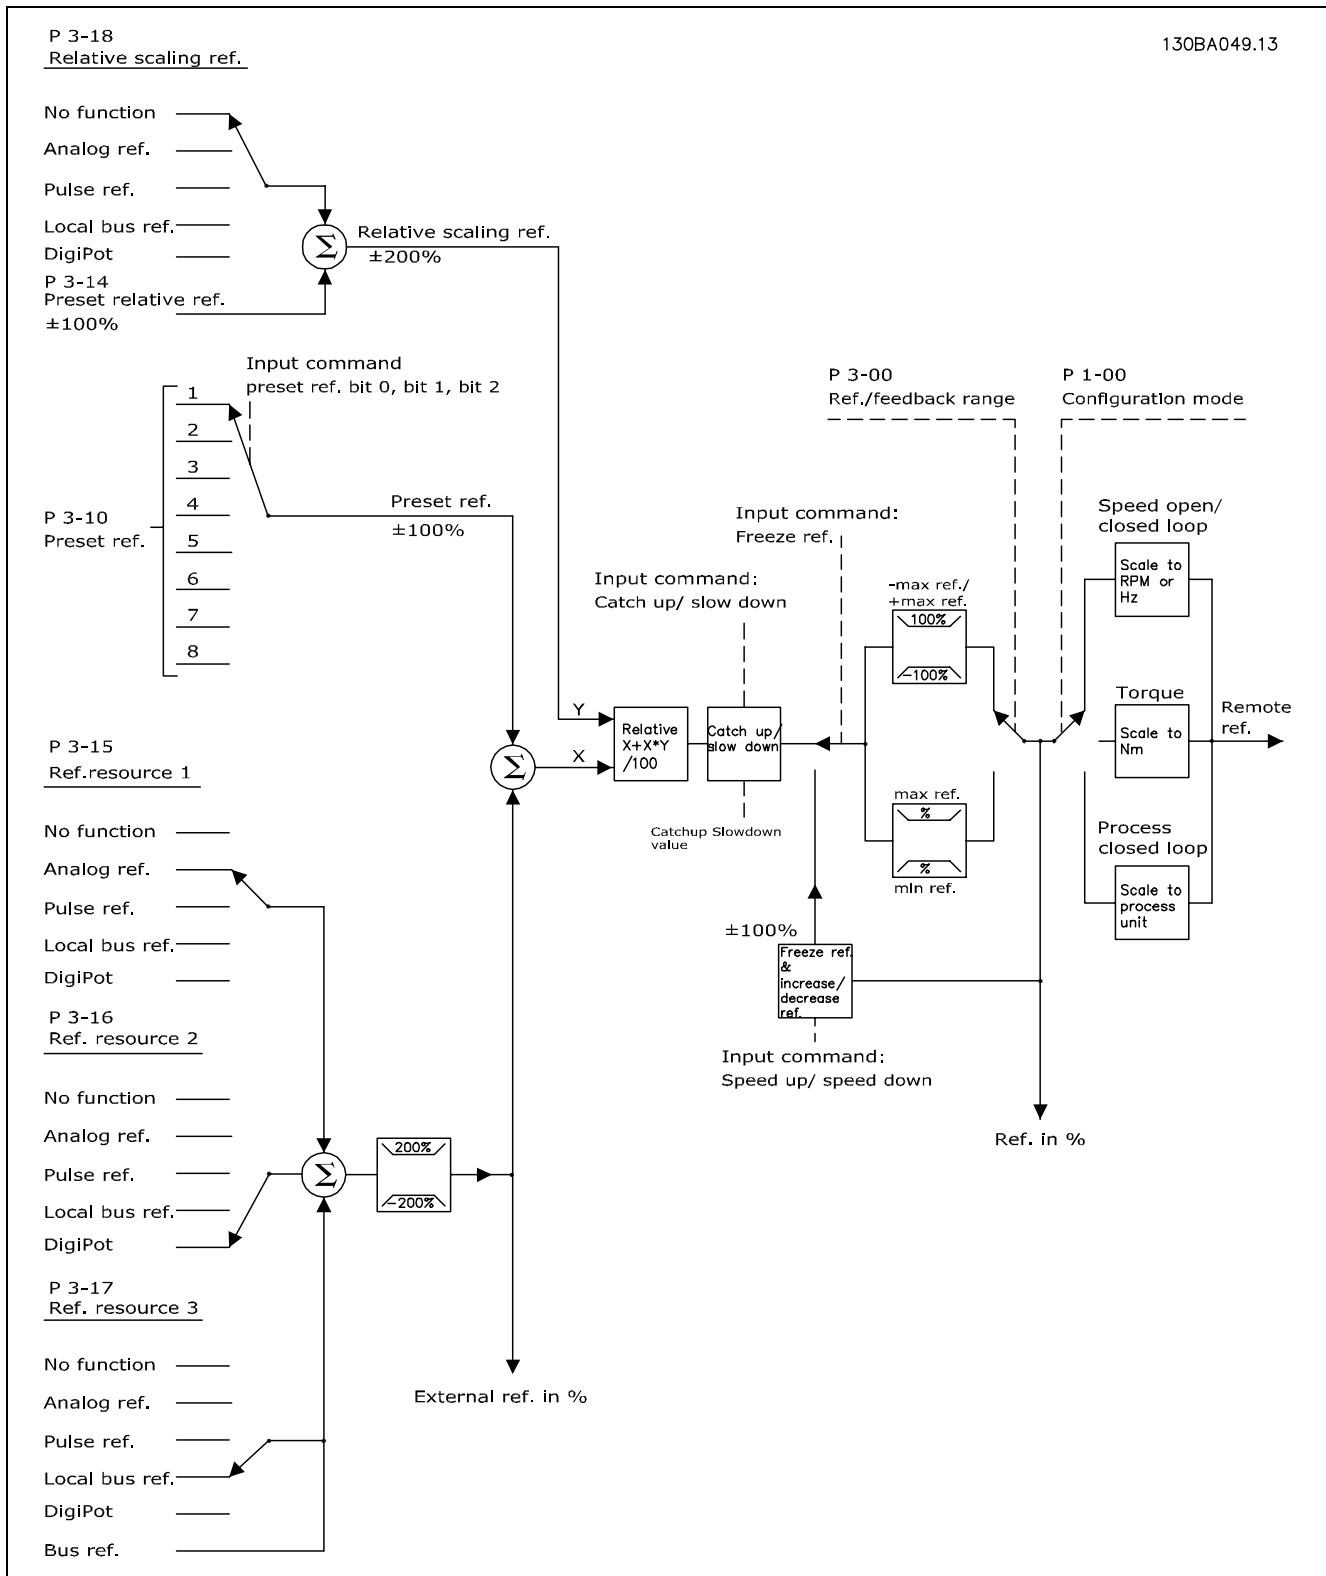 P 3-18
Relative scaling ref.
130BA049.13
No function
Analog ref.
Pulse ref.
Local bus ref.
DigiPot
Σ
Relative scaling ref.
±200%
P 3-14
Preset relative ref.
±100%
Input command
preset ref. bit 0, bit 1, bit 2
P 3-10
Preset ref.
1
2
3
4
5
6
7
8
Preset ref.
±100%
P 3-00
Ref./feedback range
P 1-00
Configuration mode
Input command:
Freeze ref.
Input command:
Catch up/ slow down
Speed open/
closed loop
Scale to
RPM or
Hz
-max ref./
+max ref.
100%
-100%
Y
X
Σ
Relative
X+X*Y
/100
Catch up/
slow down
Catchup Slowdown
value
Torque
Scale to
Nm
Remote
ref.
max ref.
%
%
min ref.
Process
closed loop
Scale to
process
unit
±100%
Freeze ref.
&
increase/
decrease
ref.
Input command:
Speed up/ speed down
Ref. in %
P 3-15
Ref.resource 1
No function
Analog ref.
Pulse ref.
Local bus ref.
DigiPot
P 3-16
Ref. resource 2
No function
Analog ref.
Pulse ref.
Local bus ref.
DigiPot
Σ
200%
-200%
P 3-17
Ref. resource 3
No function
Analog ref.
Pulse ref.
Local bus ref.
DigiPot
Bus ref.
External ref. in %